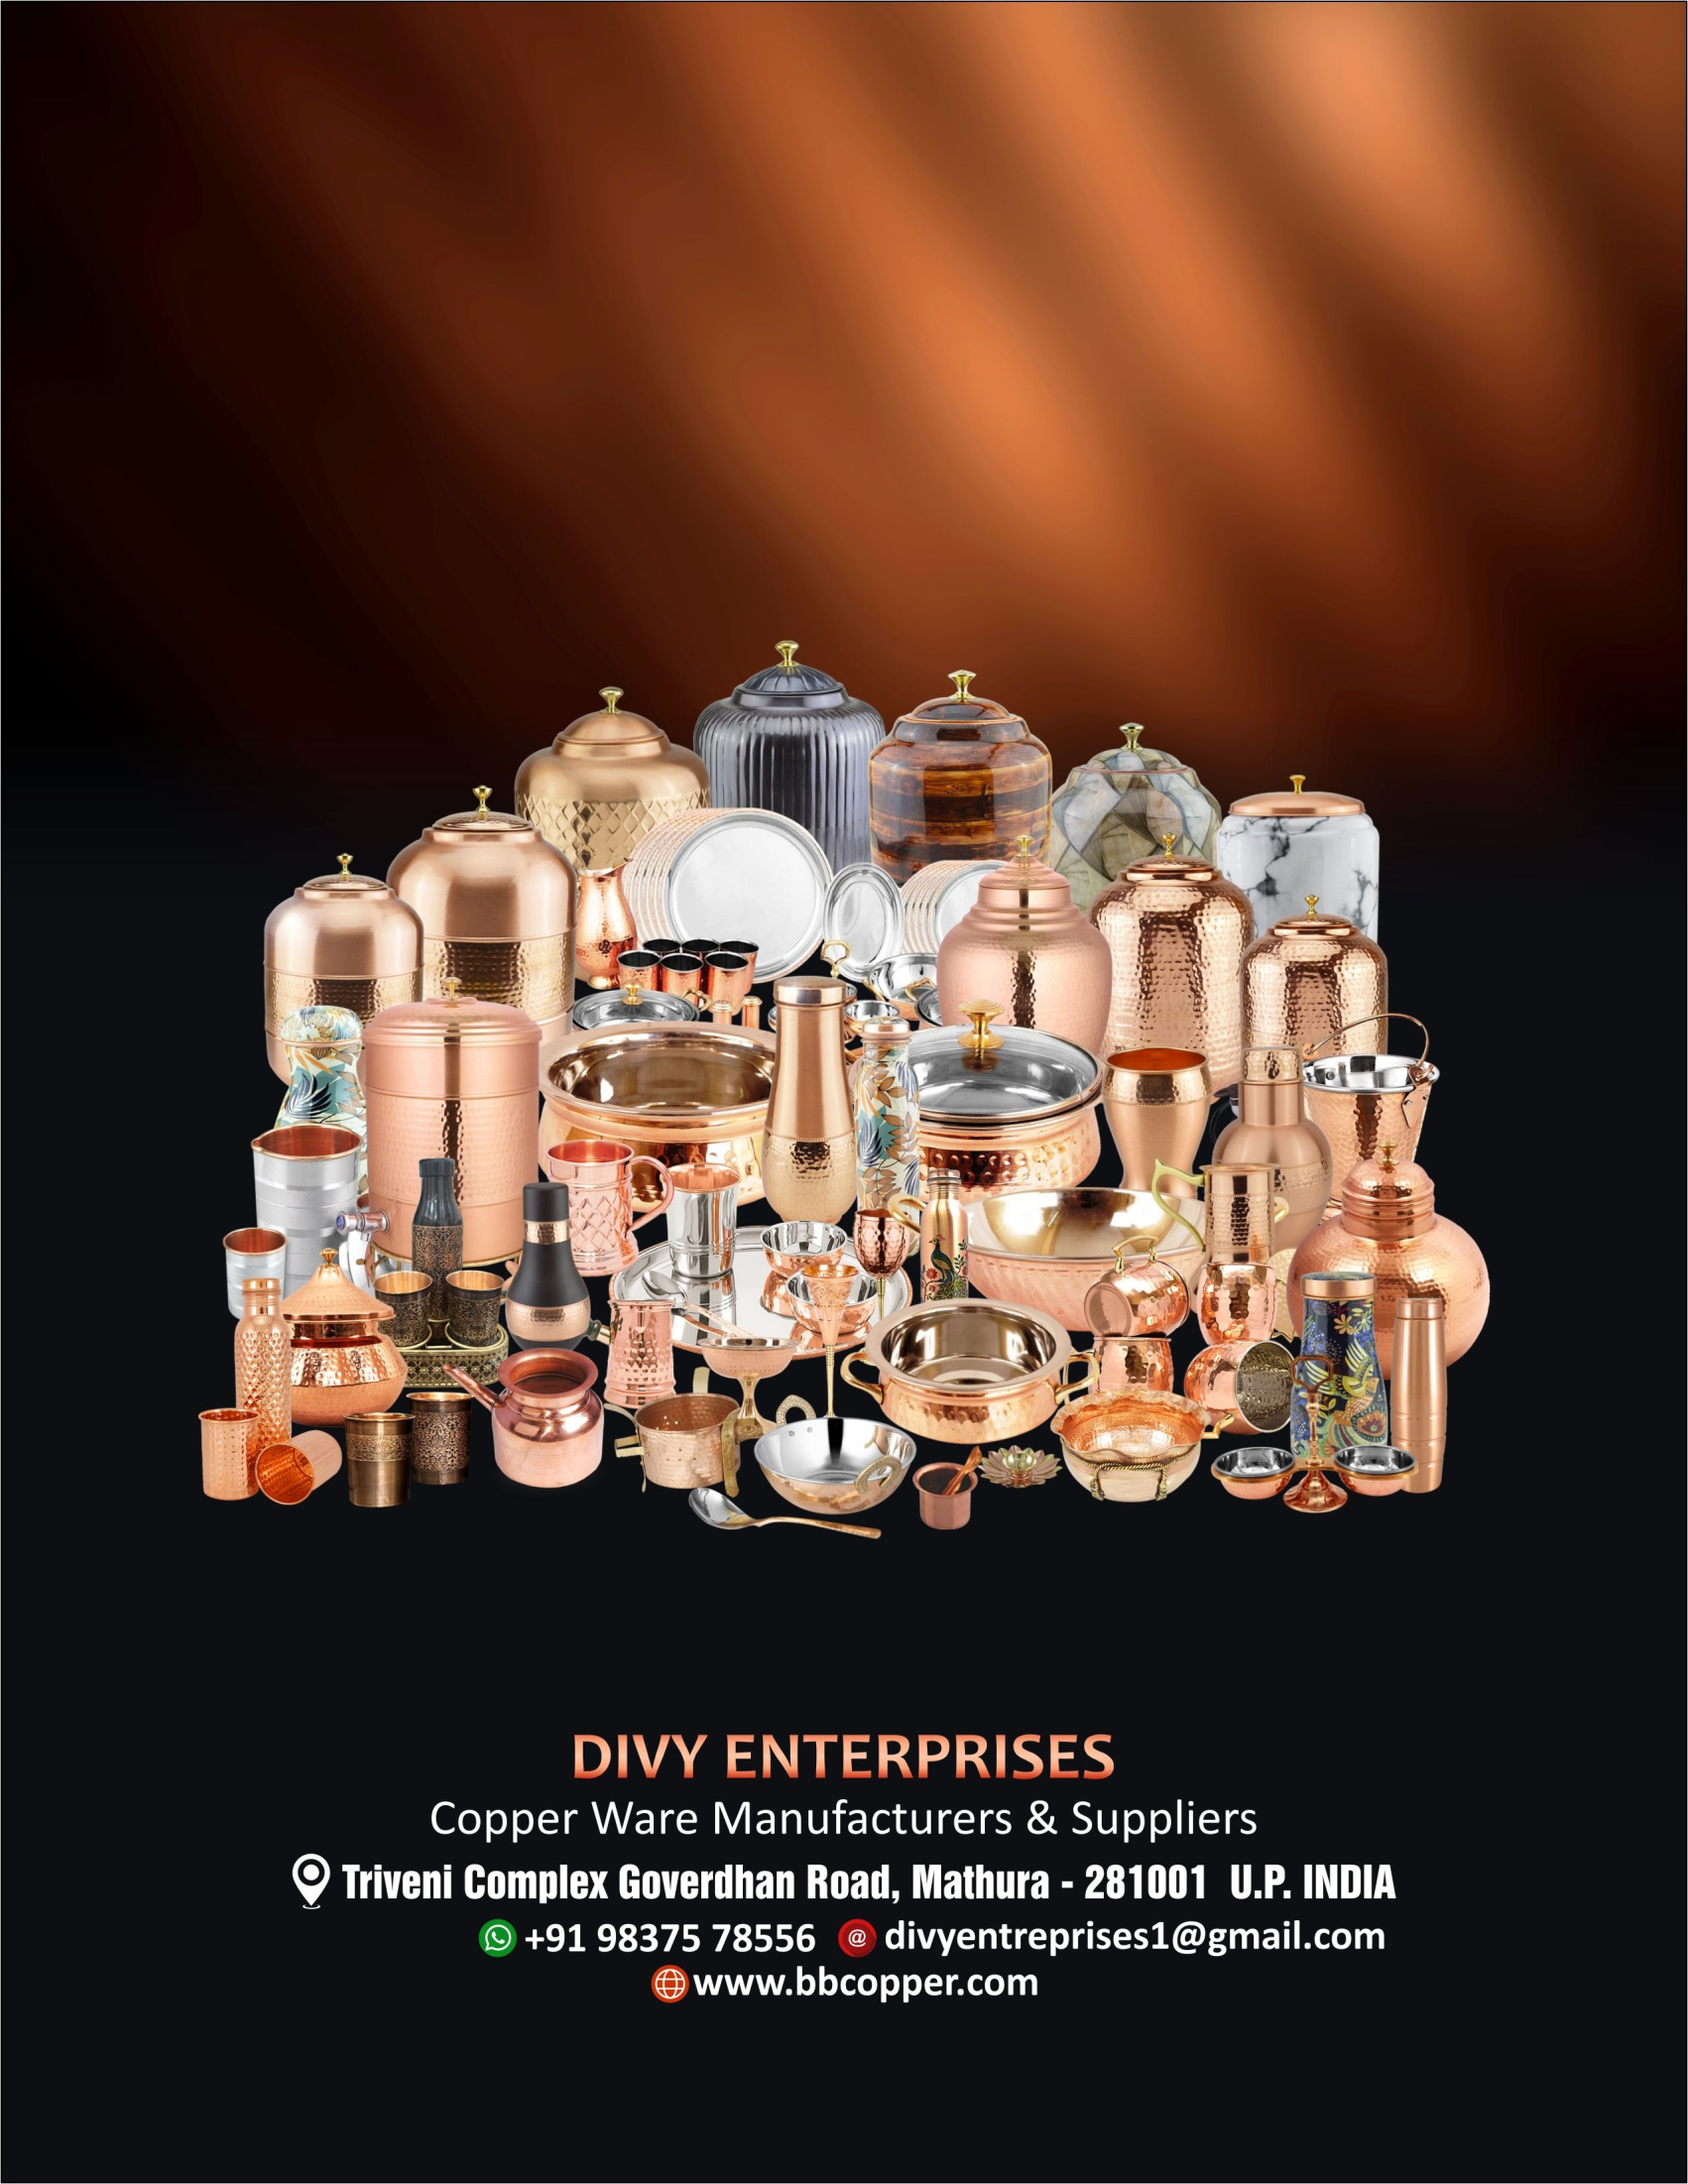 DIVY ENTERPRISES
Copper Ware Manufacturers & Suppliers
Triveni Complex Goverdhan Road, Mathura - 281001 U.P. INDIA
+91 98375 78556 @ divyentreprises1@gmail.com
www.bbcopper.com